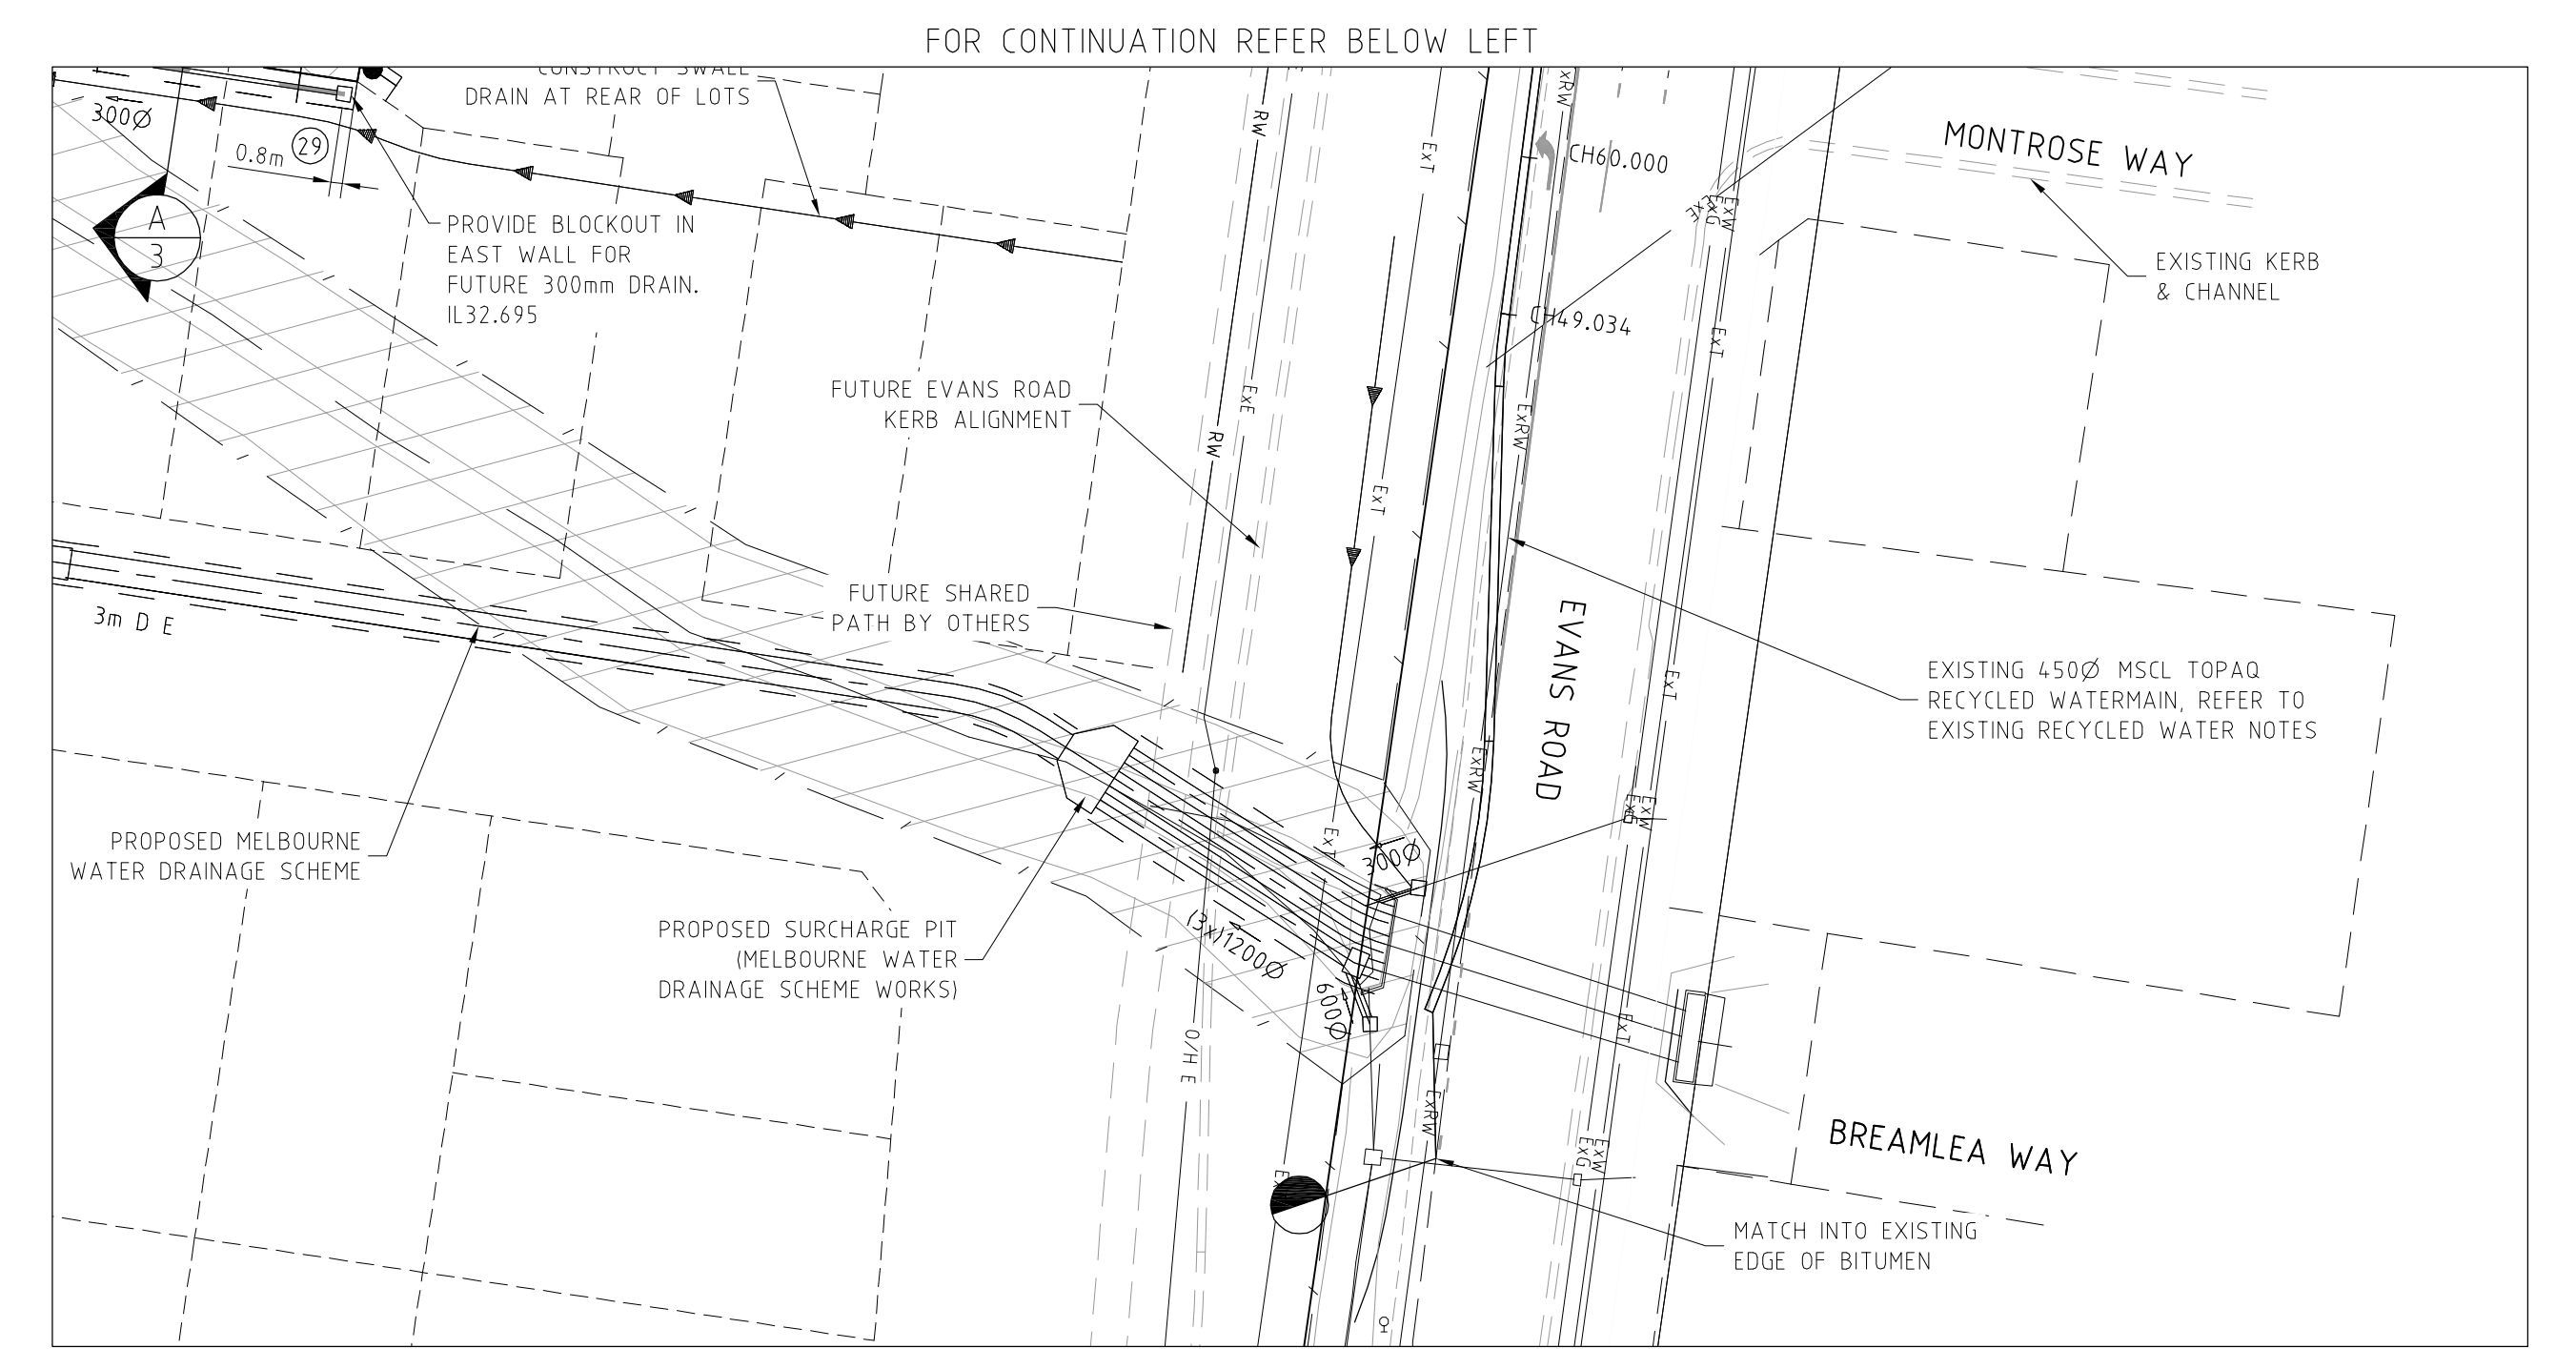 FOR CONTINUATION REFER BELOW LEFT
CONSTRUCT SWALE
DRAIN AT REAR OF LOTS
300Ø
0.8m
29
A
3
PROVIDE BLOCKOUT IN
EAST WALL FOR
FUTURE 300mm DRAIN.
IL32.695
RW
ExT
ExRW
CH60.000
MONTROSE WAY
ExE
ExG
ExW
EXISTING KERB
& CHANNEL
CH49.034
ExT
FUTURE EVANS ROAD
KERB ALIGNMENT
ExE
RW
ExRW
ExT
FUTURE SHARED
PATH BY OTHERS
3m D E
EVANS ROAD
ExT
EXISTING 450Ø MSCL TOPAQ
RECYCLED WATERMAIN, REFER TO
EXISTING RECYCLED WATER NOTES
ExRW
ExG
ExW
PROPOSED MELBOURNE
WATER DRAINAGE SCHEME
ExT
300Ø
PROPOSED SURCHARGE PIT
(MELBOURNE WATER
DRAINAGE SCHEME WORKS)
(3x)1200Ø
600Ø
ExT
O/H E
ExRW
BREAMLEA WAY
ExG
ExW
MATCH INTO EXISTING
EDGE OF BITUMEN